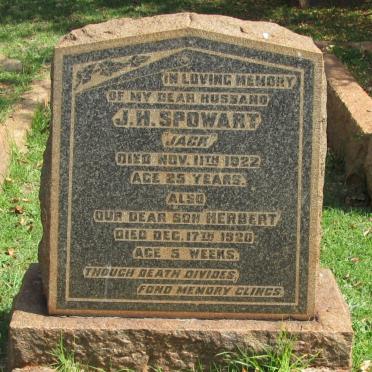 IN LOVING MEMORY
OF MY DEAR HUSBAND
J.H. SPOWART
(JACK)
DIED NOV. 11TH 1922
AGE 25 YEARS.
ALSO
OUR DEAR SON HERBERT
DIED DEC. 17TH 1920
AGE 5 WEEKS.
THOUGH DEATH DIVIDES,
FOND MEMORY CLINGS